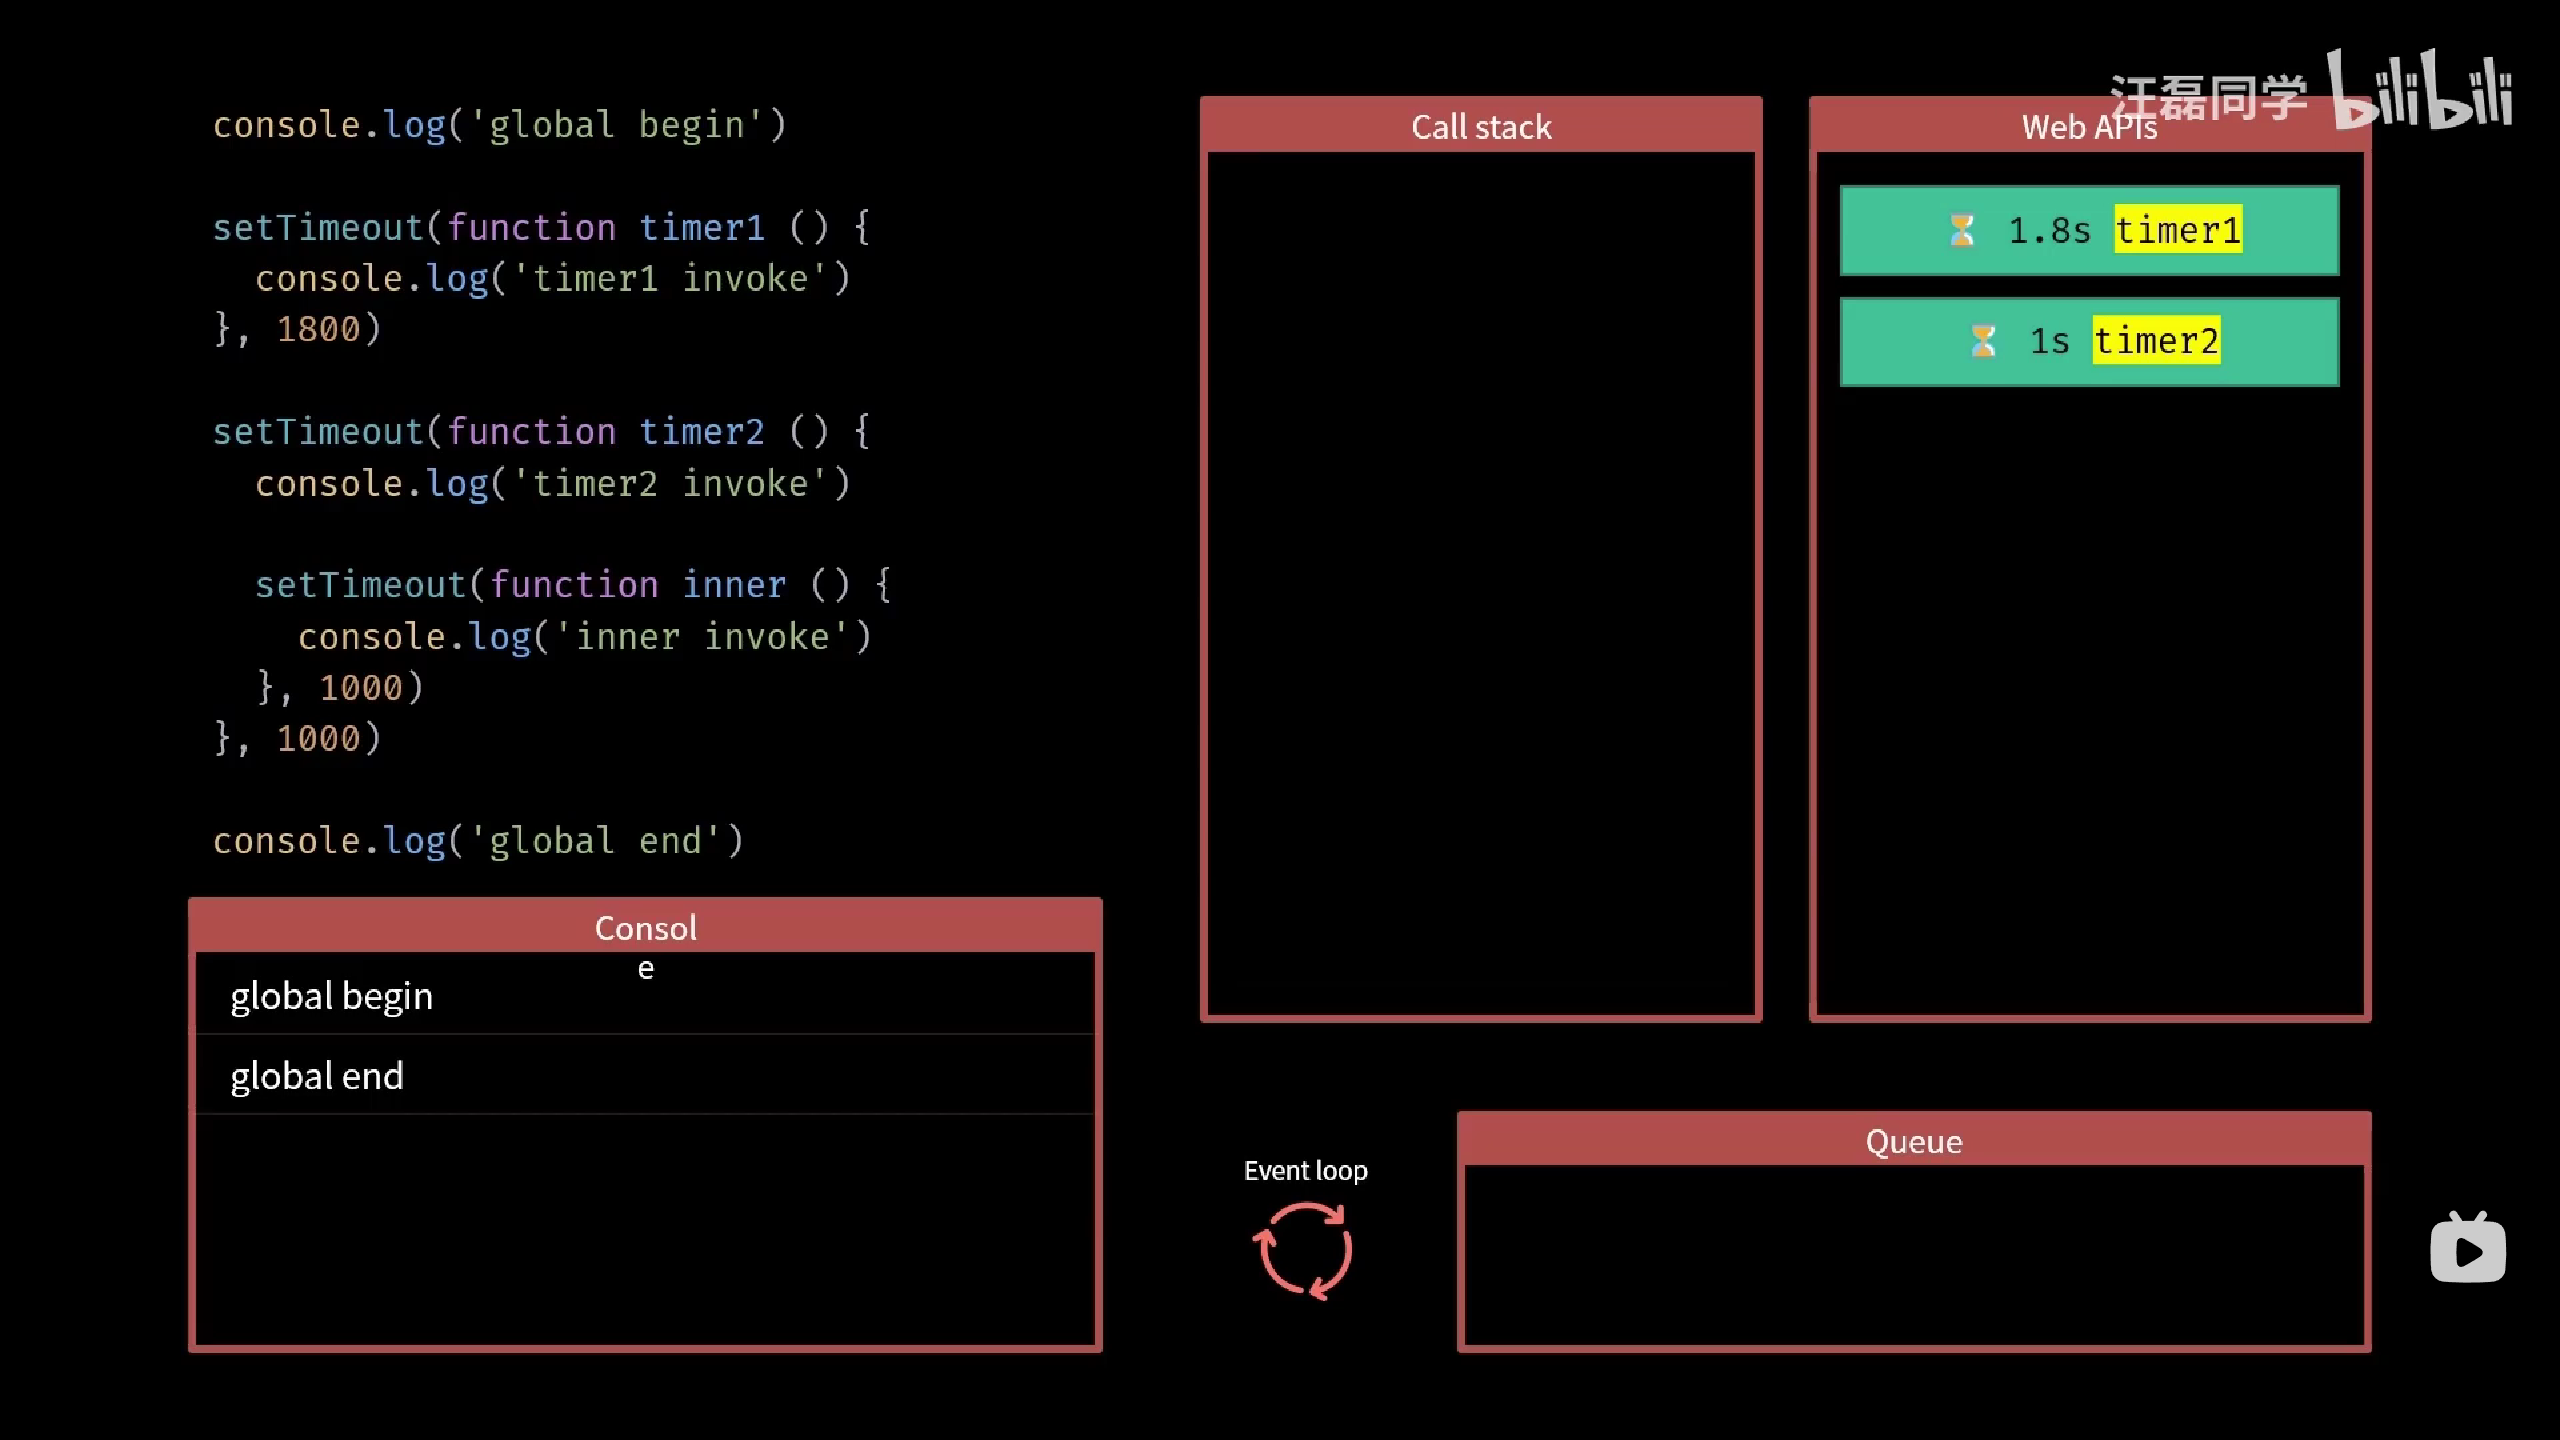 console.log('global begin')
setTimeout(function timer1 () {
  console.log('timer1 invoke')
}, 1800)
setTimeout(function timer2 () {
  console.log('timer2 invoke')
  setTimeout(function inner () {
    console.log('inner invoke')
  }, 1000)
}, 1000)
console.log('global end')
Consol
e
global begin
global end
Call stack
汪磊同学 bilibili
Web APIs
1.8s timer1
1s timer2
Event loop
Queue